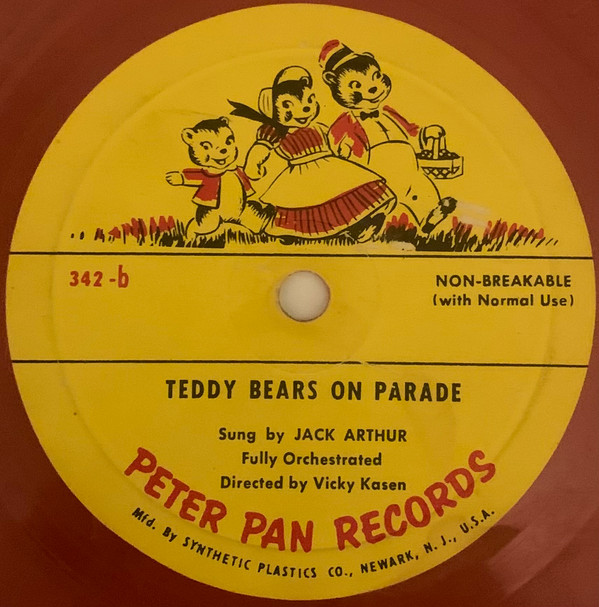 342-b
NON-BREAKABLE
(with Normal Use)
TEDDY BEARS ON PARADE
Sung by JACK ARTHUR
Fully Orchestrated
Directed by Vicky Kasen
PETER PAN RECORDS
Mfd. By SYNTHETIC PLASTICS CO., NEWARK, N. J., U.S.A.